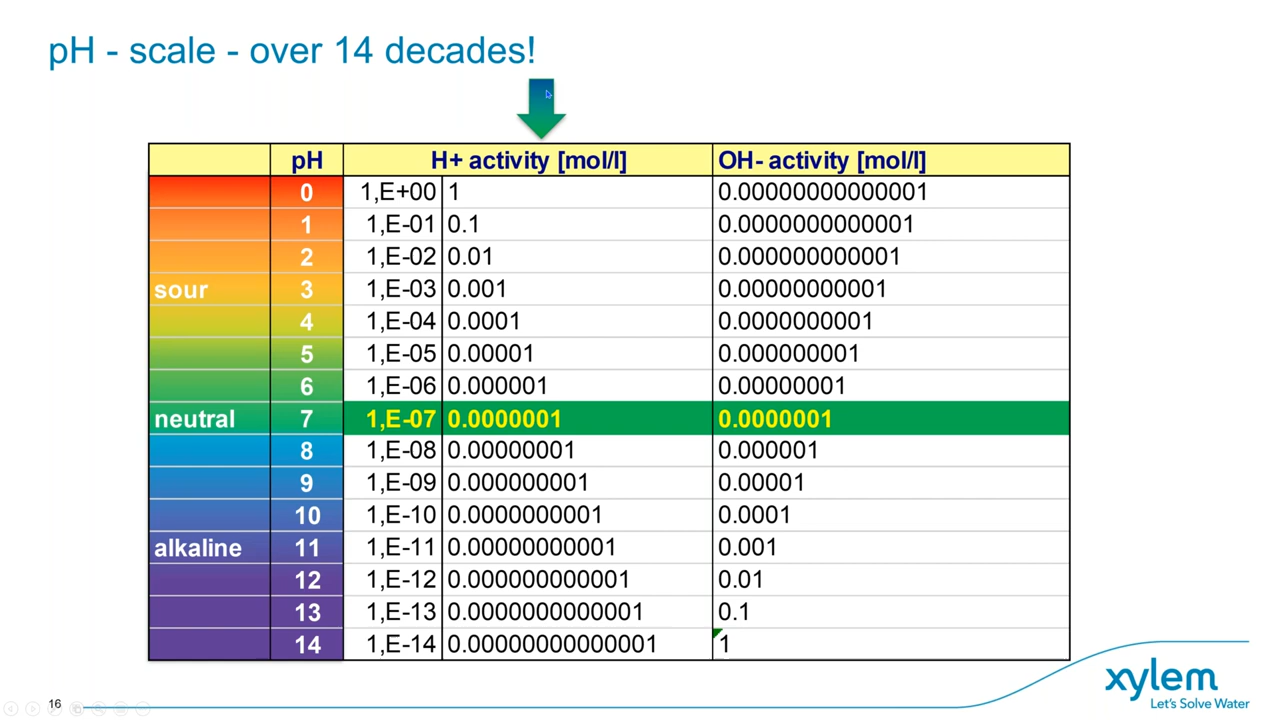 pH - scale - over 14 decades!
pH H+ activity [mol/l] OH- activity [mol/l]
0 1,E+00 1 0.00000000000001
1 1,E-01 0.1 0.0000000000001
2 1,E-02 0.01 0.000000000001
sour 3 1,E-03 0.001 0.00000000001
4 1,E-04 0.0001 0.0000000001
5 1,E-05 0.00001 0.000000001
6 1,E-06 0.000001 0.00000001
neutral 7 1,E-07 0.0000001 0.0000001
8 1,E-08 0.00000001 0.000001
9 1,E-09 0.000000001 0.00001
10 1,E-10 0.0000000001 0.0001
alkaline 11 1,E-11 0.00000000001 0.001
12 1,E-12 0.000000000001 0.01
13 1,E-13 0.0000000000001 0.1
14 1,E-14 0.00000000000001 1
16
xylem
Let's Solve Water